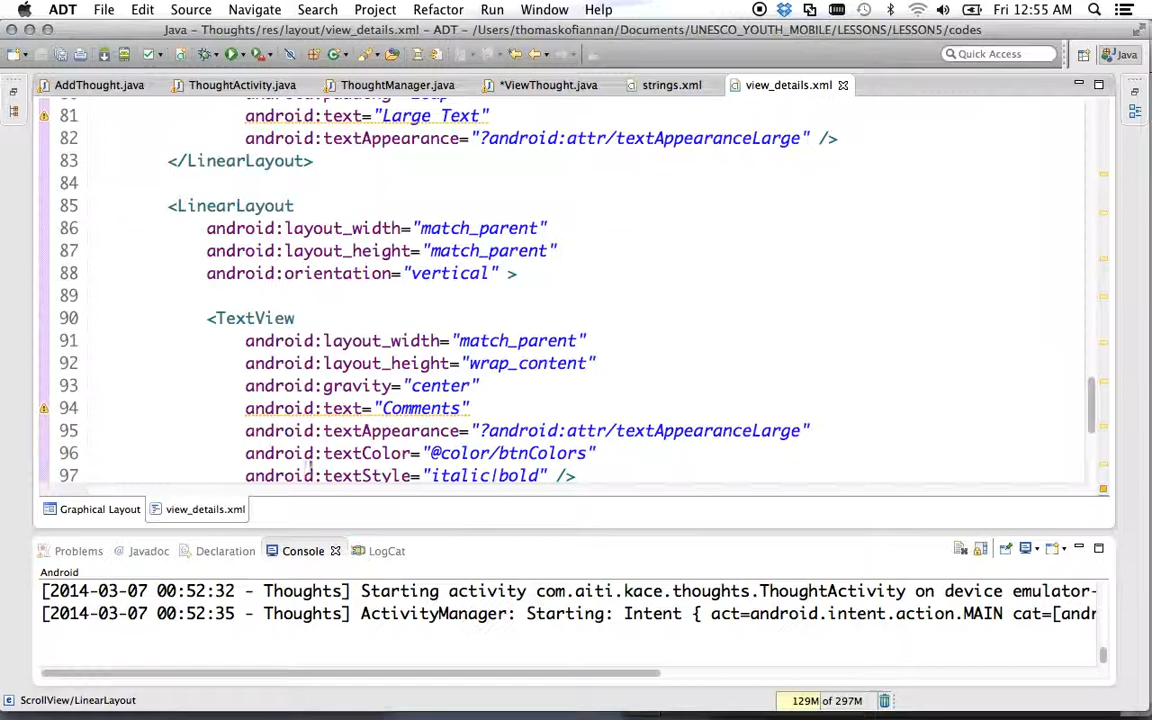 ADT File Edit Source Navigate Search Project Refactor Run Window Help Fri 12:55 AM
Java - Thoughts/res/layout/view_details.xml - ADT - /Users/thomaskofiannan/Documents/UNESCO_YOUTH_MOBILE/LESSONS/LESSON5/codes
Quick Access Java
AddThought.java ThoughtActivity.java ThoughtManager.java *ViewThought.java strings.xml view_details.xml
81 android:text="Large Text"
82 android:textAppearance="?android:attr/textAppearanceLarge" />
83 </LinearLayout>
84
85 <LinearLayout
86 android:layout_width="match_parent"
87 android:layout_height="match_parent"
88 android:orientation="vertical" >
89
90 <TextView
91 android:layout_width="match_parent"
92 android:layout_height="wrap_content"
93 android:gravity="center"
94 android:text="Comments"
95 android:textAppearance="?android:attr/textAppearanceLarge"
96 android:textColor="@color/btnColors"
97 android:textStyle="italic|bold" />
Graphical Layout view_details.xml
Problems Javadoc Declaration Console LogCat
Android
[2014-03-07 00:52:32 - Thoughts] Starting activity com.aiti.kace.thoughts.ThoughtActivity on device emulator-
[2014-03-07 00:52:35 - Thoughts] ActivityManager: Starting: Intent { act=android.intent.action.MAIN cat=[andr
ScrollView/LinearLayout 129M of 297M